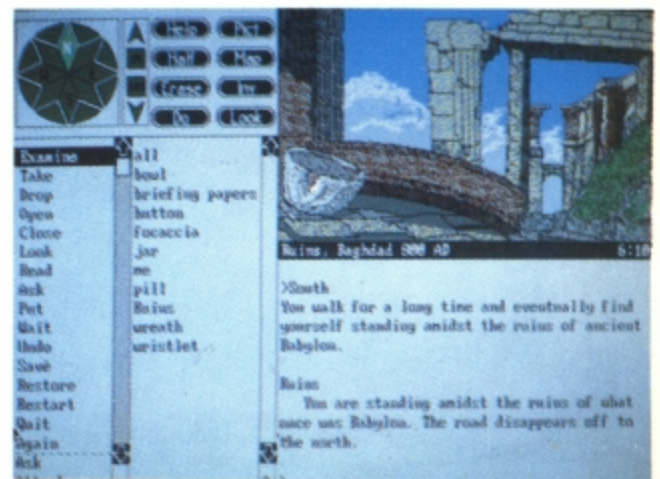 N
Help
Half
Map
Erase
Inv
Do
Look
Examine
Take
Drop
Open
Close
Look
Read
Ask
Put
Wait
Undo
Save
Restore
Restart
Quit
Again
Ask
all
bowl
briefing papers
button
focaccia
jar
me
pill
Ruins
wreath
wristlet
Ruins, Baghdad 800 AD 6:10
>South
You walk for a long time and eventually find
yourself standing amidst the ruins of ancient
Babylon.
Ruins
You are standing amidst the ruins of what
once was Babylon. The road disappears off to
the north.